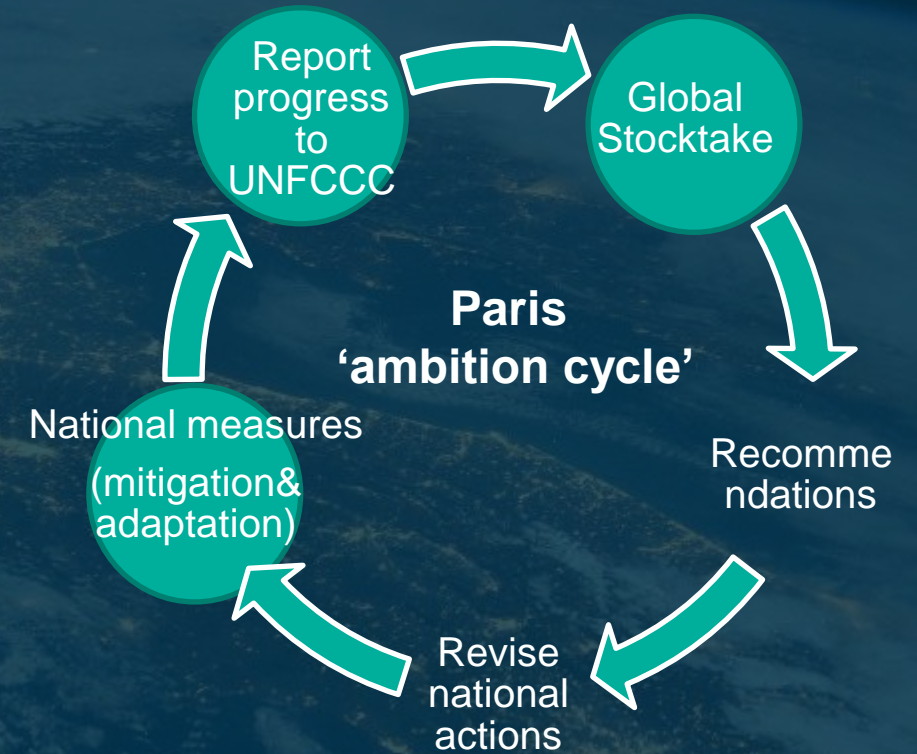 Report
progress
to
UNFCCC
Global
Stocktake
Paris
‘ambition cycle’
National measures
(mitigation&
adaptation)
Recomme
ndations
Revise
national
actions